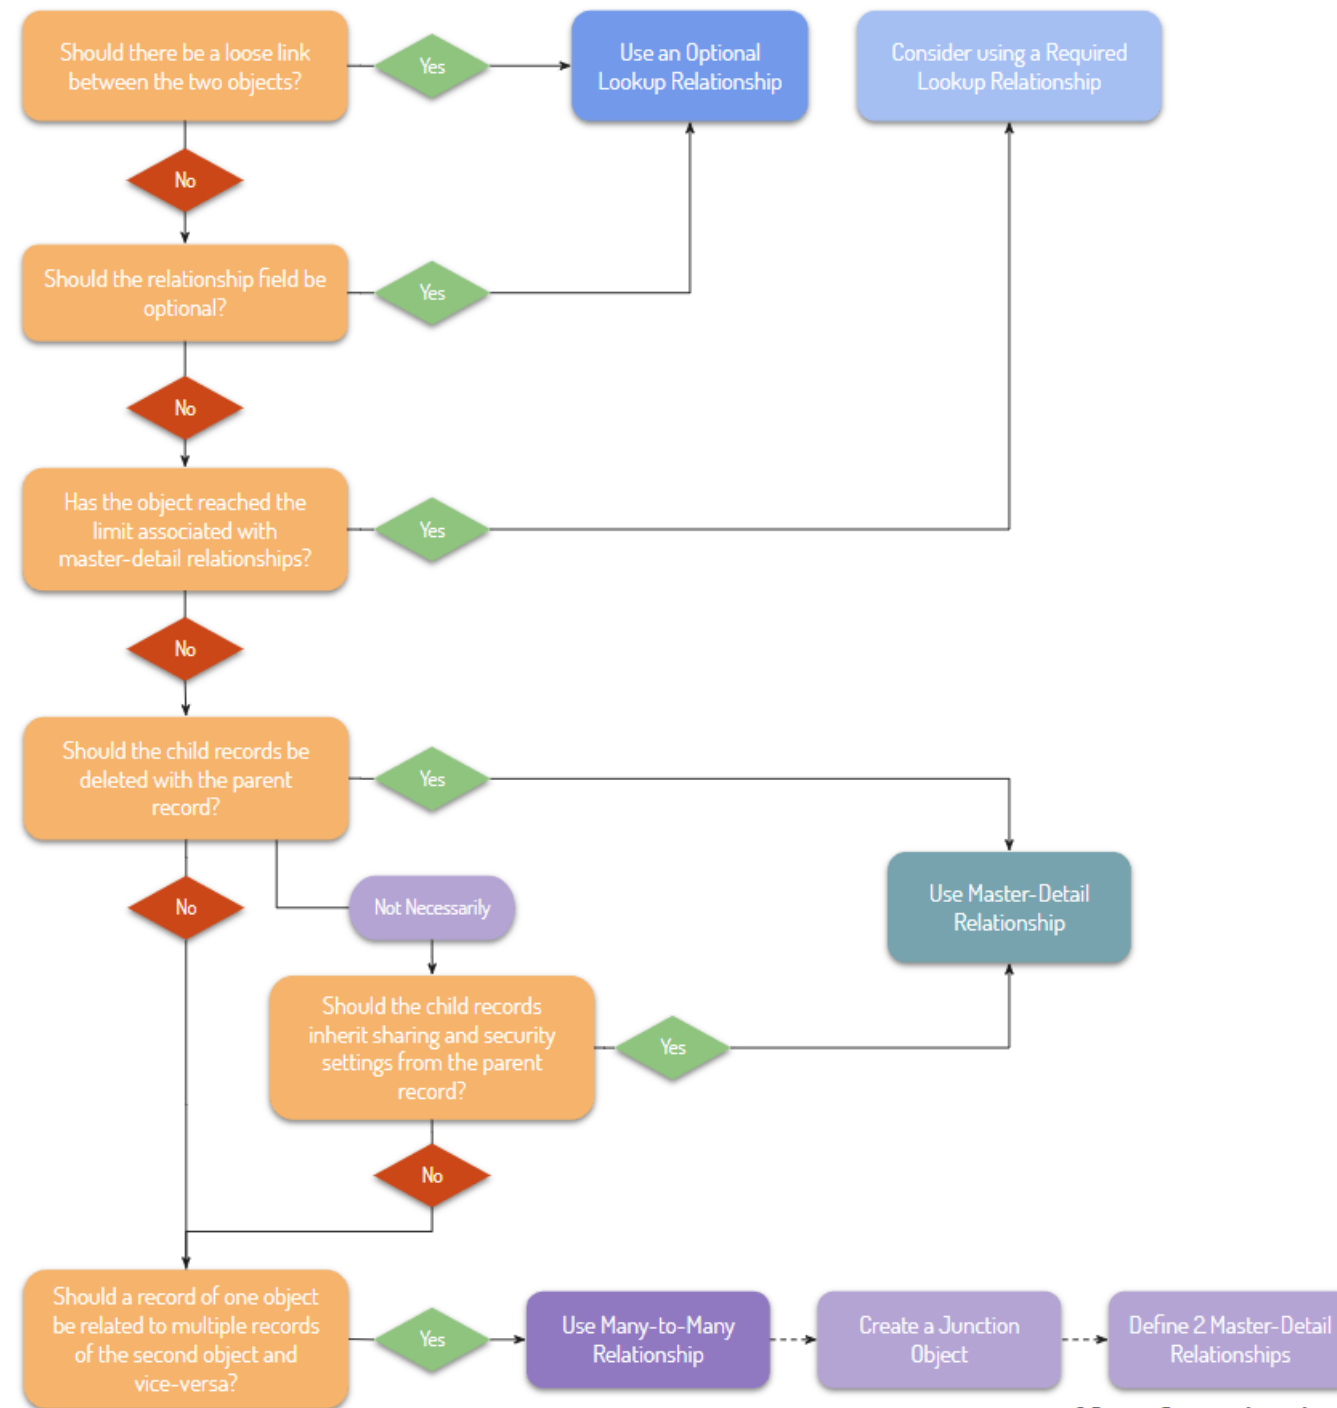 Should there be a loose link
between the two objects?
Yes
Use an Optional
Lookup Relationship
Consider using a Required
Lookup Relationship
No
Should the relationship field be
optional?
Yes
No
Has the object reached the
limit associated with
master-detail relationships?
Yes
No
Should the child records be
deleted with the parent
record?
Yes
No
Not Necessarily
Use Master-Detail
Relationship
Should the child records
inherit sharing and security
settings from the parent
record?
Yes
No
Should a record of one object
be related to multiple records
of the second object and
vice-versa?
Yes
Use Many-to-Many
Relationship
Create a Junction
Object
Define 2 Master-Detail
Relationships